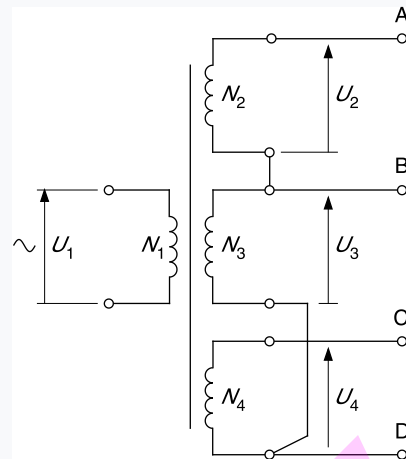 A
N₂ U₂
B
∼ U₁ N₁ N₃ U₃
C
N₄ U₄
D